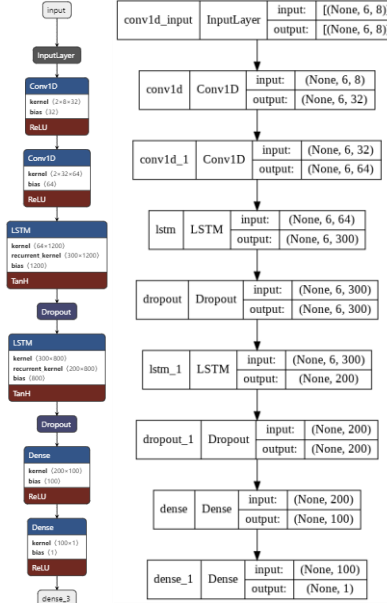 input
InputLayer
Conv1D
kernel ⟨2×8×32⟩
bias ⟨32⟩
ReLU
Conv1D
kernel ⟨2×32×64⟩
bias ⟨64⟩
ReLU
LSTM
kernel ⟨64×1200⟩
recurrent_kernel ⟨300×1200⟩
bias ⟨1200⟩
TanH
Dropout
LSTM
kernel ⟨300×800⟩
recurrent_kernel ⟨200×800⟩
bias ⟨800⟩
TanH
Dropout
Dense
kernel ⟨200×100⟩
bias ⟨100⟩
ReLU
Dense
kernel ⟨100×1⟩
bias ⟨1⟩
ReLU
dense_3
conv1d_input InputLayer input: [(None, 6, 8)]
output: [(None, 6, 8)]
conv1d Conv1D input: (None, 6, 8)
output: (None, 6, 32)
conv1d_1 Conv1D input: (None, 6, 32)
output: (None, 6, 64)
lstm LSTM input: (None, 6, 64)
output: (None, 6, 300)
dropout Dropout input: (None, 6, 300)
output: (None, 6, 300)
lstm_1 LSTM input: (None, 6, 300)
output: (None, 200)
dropout_1 Dropout input: (None, 200)
output: (None, 200)
dense Dense input: (None, 200)
output: (None, 100)
dense_1 Dense input: (None, 100)
output: (None, 1)